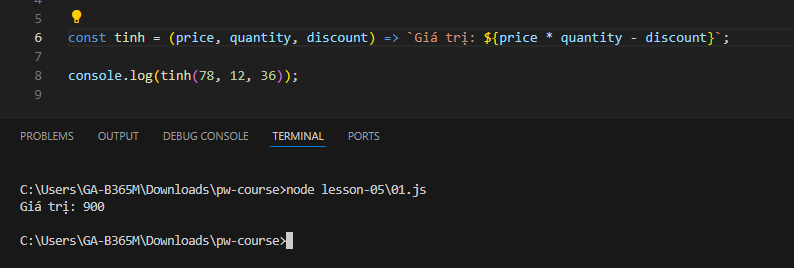 5
6 const tinh = (price, quantity, discount) => `Giá trị: ${price * quantity - discount}`;
7
8 console.log(tinh(78, 12, 36));
9
PROBLEMS OUTPUT DEBUG CONSOLE TERMINAL PORTS
C:\Users\GA-B365M\Downloads\pw-course>node lesson-05\01.js
Giá trị: 900
C:\Users\GA-B365M\Downloads\pw-course>